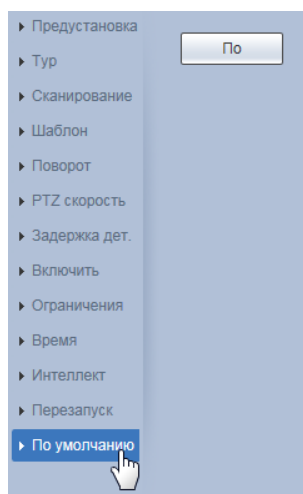 Предустановка
Тур
Сканирование
Шаблон
Поворот
PTZ скорость
Задержка дет.
Включить
Ограничения
Время
Интеллект
Перезапуск
По умолчанию
По